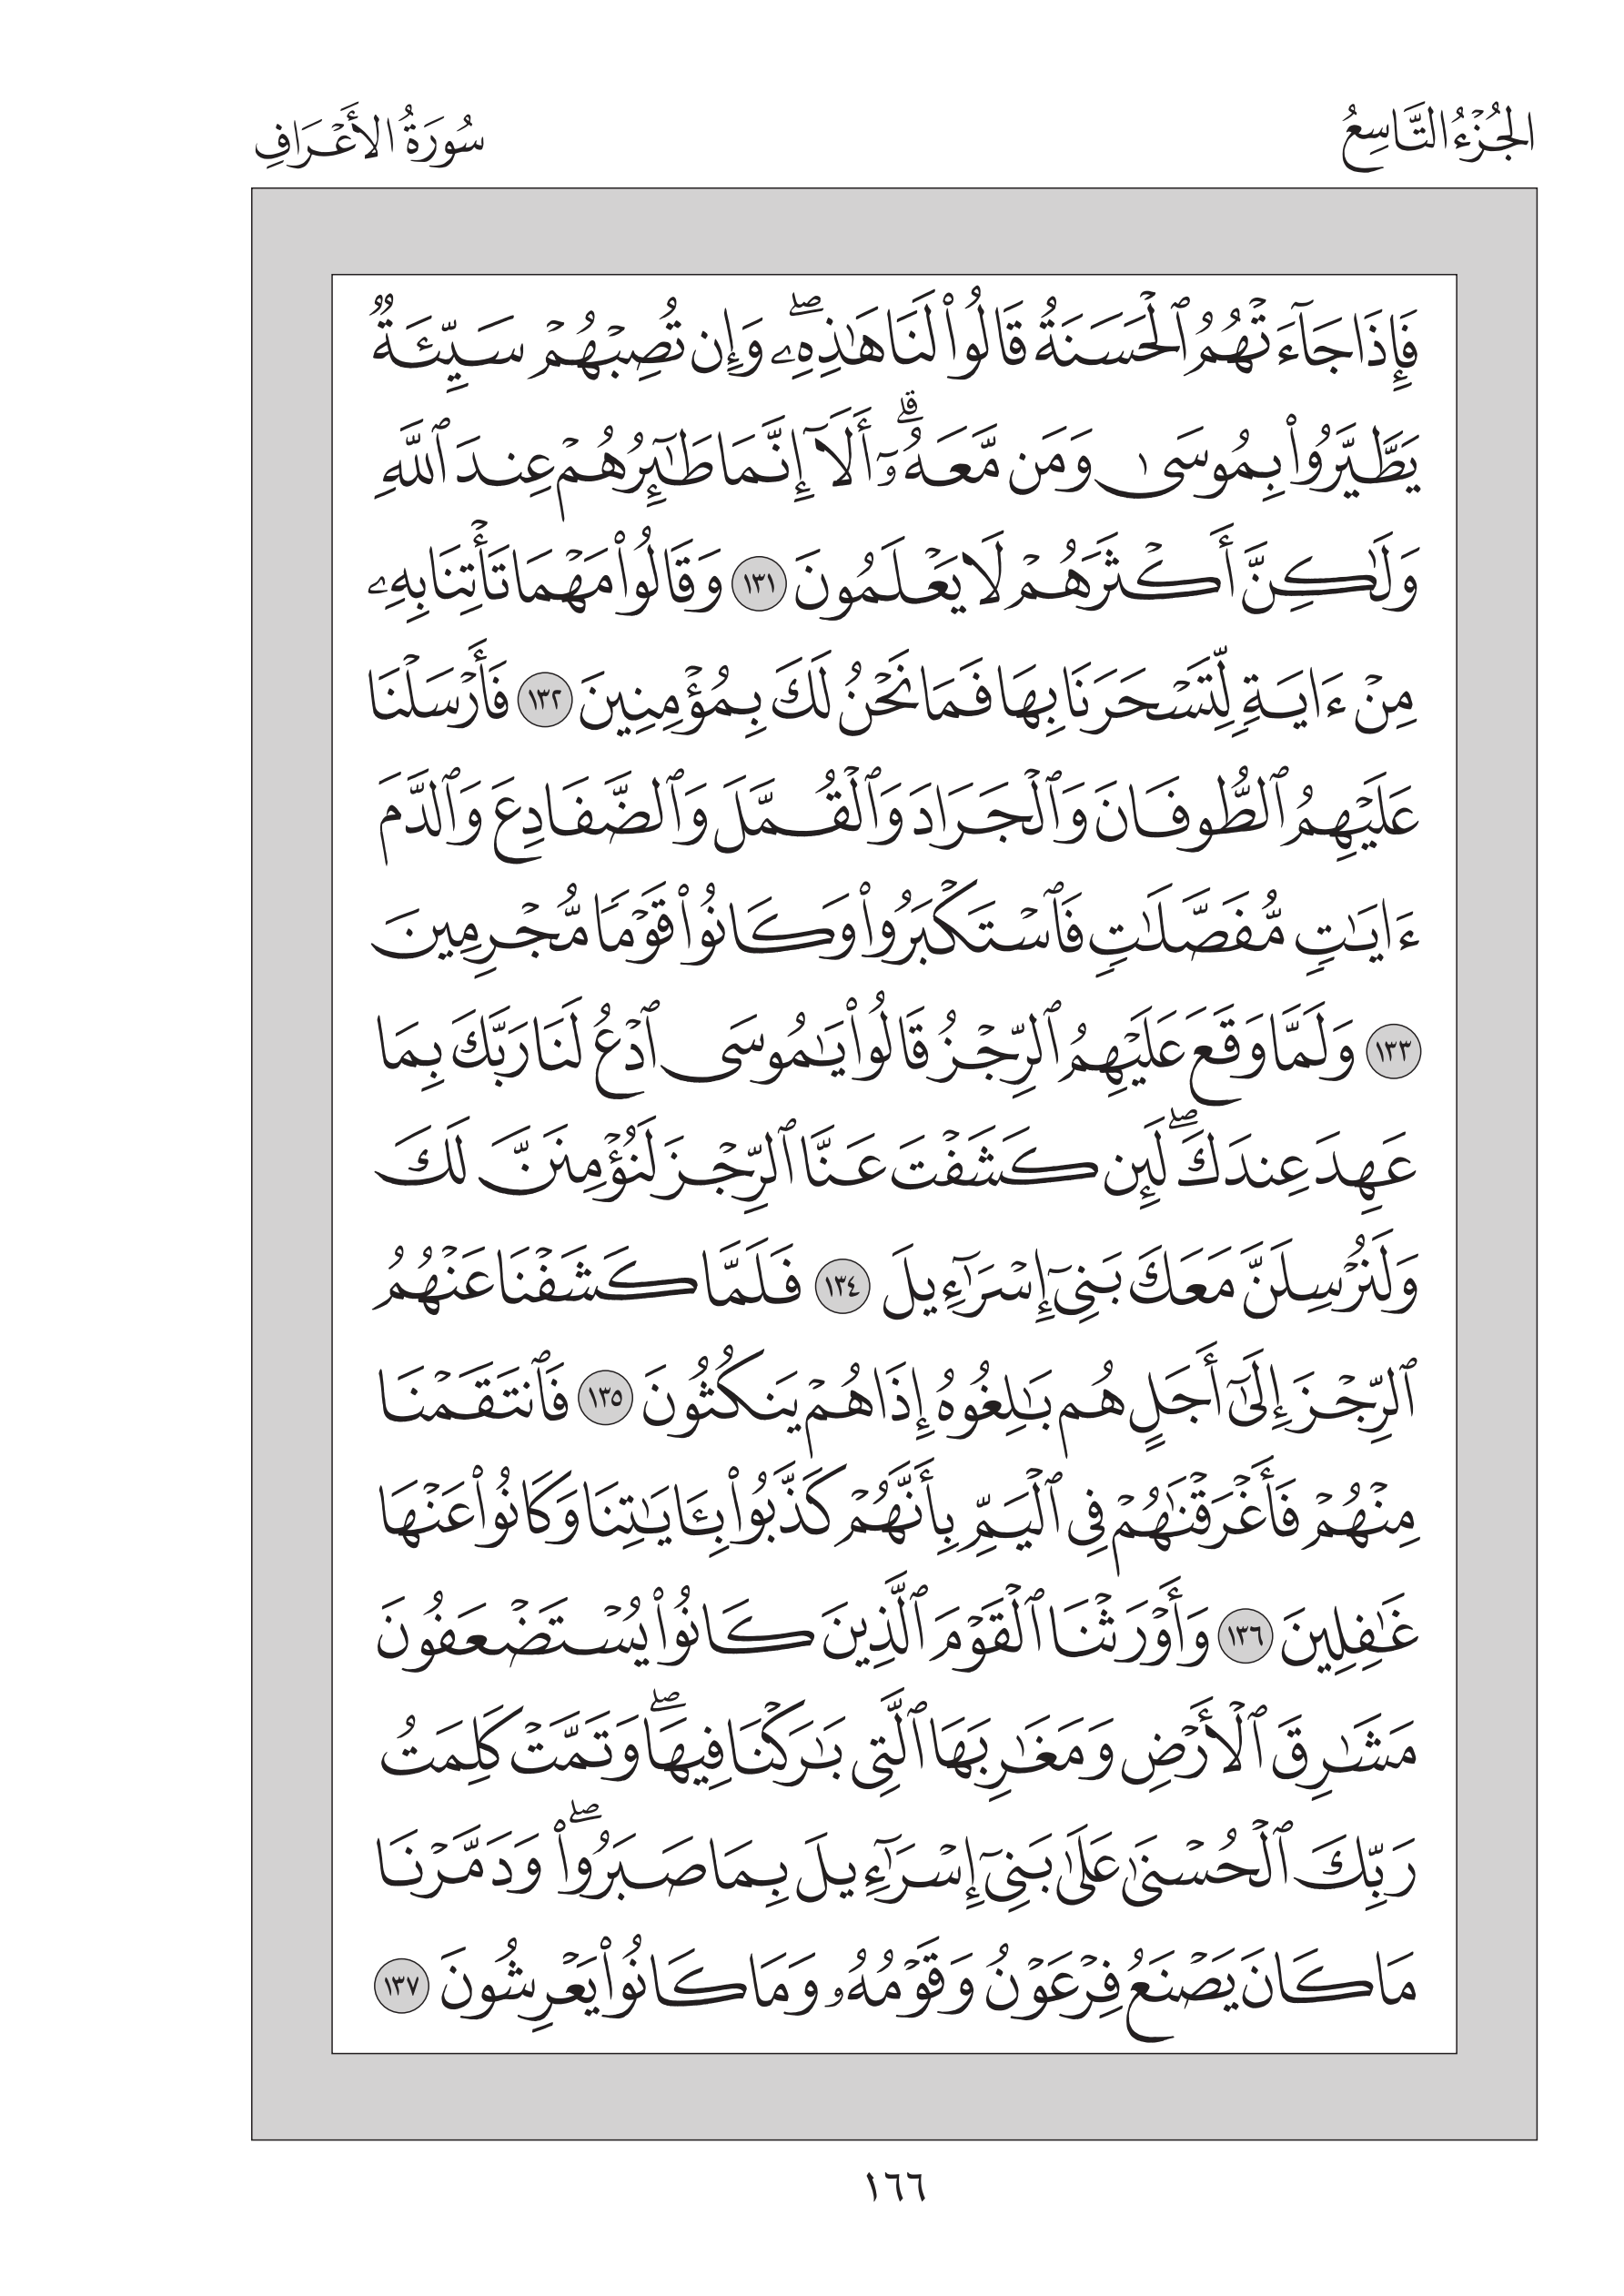 الجُزْءُ التَّاسِعُ
سُورَةُ الأَعْرَافِ
فَإِذَا جَآءَتْهُمُ ٱلْحَسَنَةُ قَالُوا۟ لَنَا هَـٰذِهِۦ ۖ وَإِن تُصِبْهُمْ سَيِّئَةٌ
يَطَّيَّرُوا۟ بِمُوسَىٰ وَمَن مَّعَهُۥٓ ۗ أَلَآ إِنَّمَا طَـٰٓئِرُهُمْ عِندَ ٱللَّهِ
وَلَـٰكِنَّ أَكْثَرَهُمْ لَا يَعْلَمُونَ ١٣١ وَقَالُوا۟ مَهْمَا تَأْتِنَا بِهِۦ
مِنْ ءَايَةٍ لِّتَسْحَرَنَا بِهَا فَمَا نَحْنُ لَكَ بِمُؤْمِنِينَ ١٣٢ فَأَرْسَلْنَا
عَلَيْهِمُ ٱلطُّوفَانَ وَٱلْجَرَادَ وَٱلْقُمَّلَ وَٱلضَّفَادِعَ وَٱلدَّمَ
ءَايَـٰتٍ مُّفَصَّلَـٰتٍ فَٱسْتَكْبَرُوا۟ وَكَانُوا۟ قَوْمًا مُّجْرِمِينَ
١٣٣ وَلَمَّا وَقَعَ عَلَيْهِمُ ٱلرِّجْزُ قَالُوا۟ يَـٰمُوسَى ٱدْعُ لَنَا رَبَّكَ بِمَا
عَهِدَ عِندَكَ ۖ لَئِن كَشَفْتَ عَنَّا ٱلرِّجْزَ لَنُؤْمِنَنَّ لَكَ
وَلَنُرْسِلَنَّ مَعَكَ بَنِىٓ إِسْرَٰٓءِيلَ ١٣٤ فَلَمَّا كَشَفْنَا عَنْهُمُ
ٱلرِّجْزَ إِلَىٰٓ أَجَلٍ هُم بَـٰلِغُوهُ إِذَا هُمْ يَنكُثُونَ ١٣٥ فَٱنتَقَمْنَا
مِنْهُمْ فَأَغْرَقْنَـٰهُمْ فِى ٱلْيَمِّ بِأَنَّهُمْ كَذَّبُوا۟ بِـَٔايَـٰتِنَا وَكَانُوا۟ عَنْهَا
غَـٰفِلِينَ ١٣٦ وَأَوْرَثْنَا ٱلْقَوْمَ ٱلَّذِينَ كَانُوا۟ يُسْتَضْعَفُونَ
مَشَـٰرِقَ ٱلْأَرْضِ وَمَغَـٰرِبَهَا ٱلَّتِى بَـٰرَكْنَا فِيهَا ۖ وَتَمَّتْ كَلِمَتُ
رَبِّكَ ٱلْحُسْنَىٰ عَلَىٰ بَنِىٓ إِسْرَٰٓءِيلَ بِمَا صَبَرُوا۟ ۖ وَدَمَّرْنَا
مَا كَانَ يَصْنَعُ فِرْعَوْنُ وَقَوْمُهُۥ وَمَا كَانُوا۟ يَعْرِشُونَ ١٣٧
١٦٦